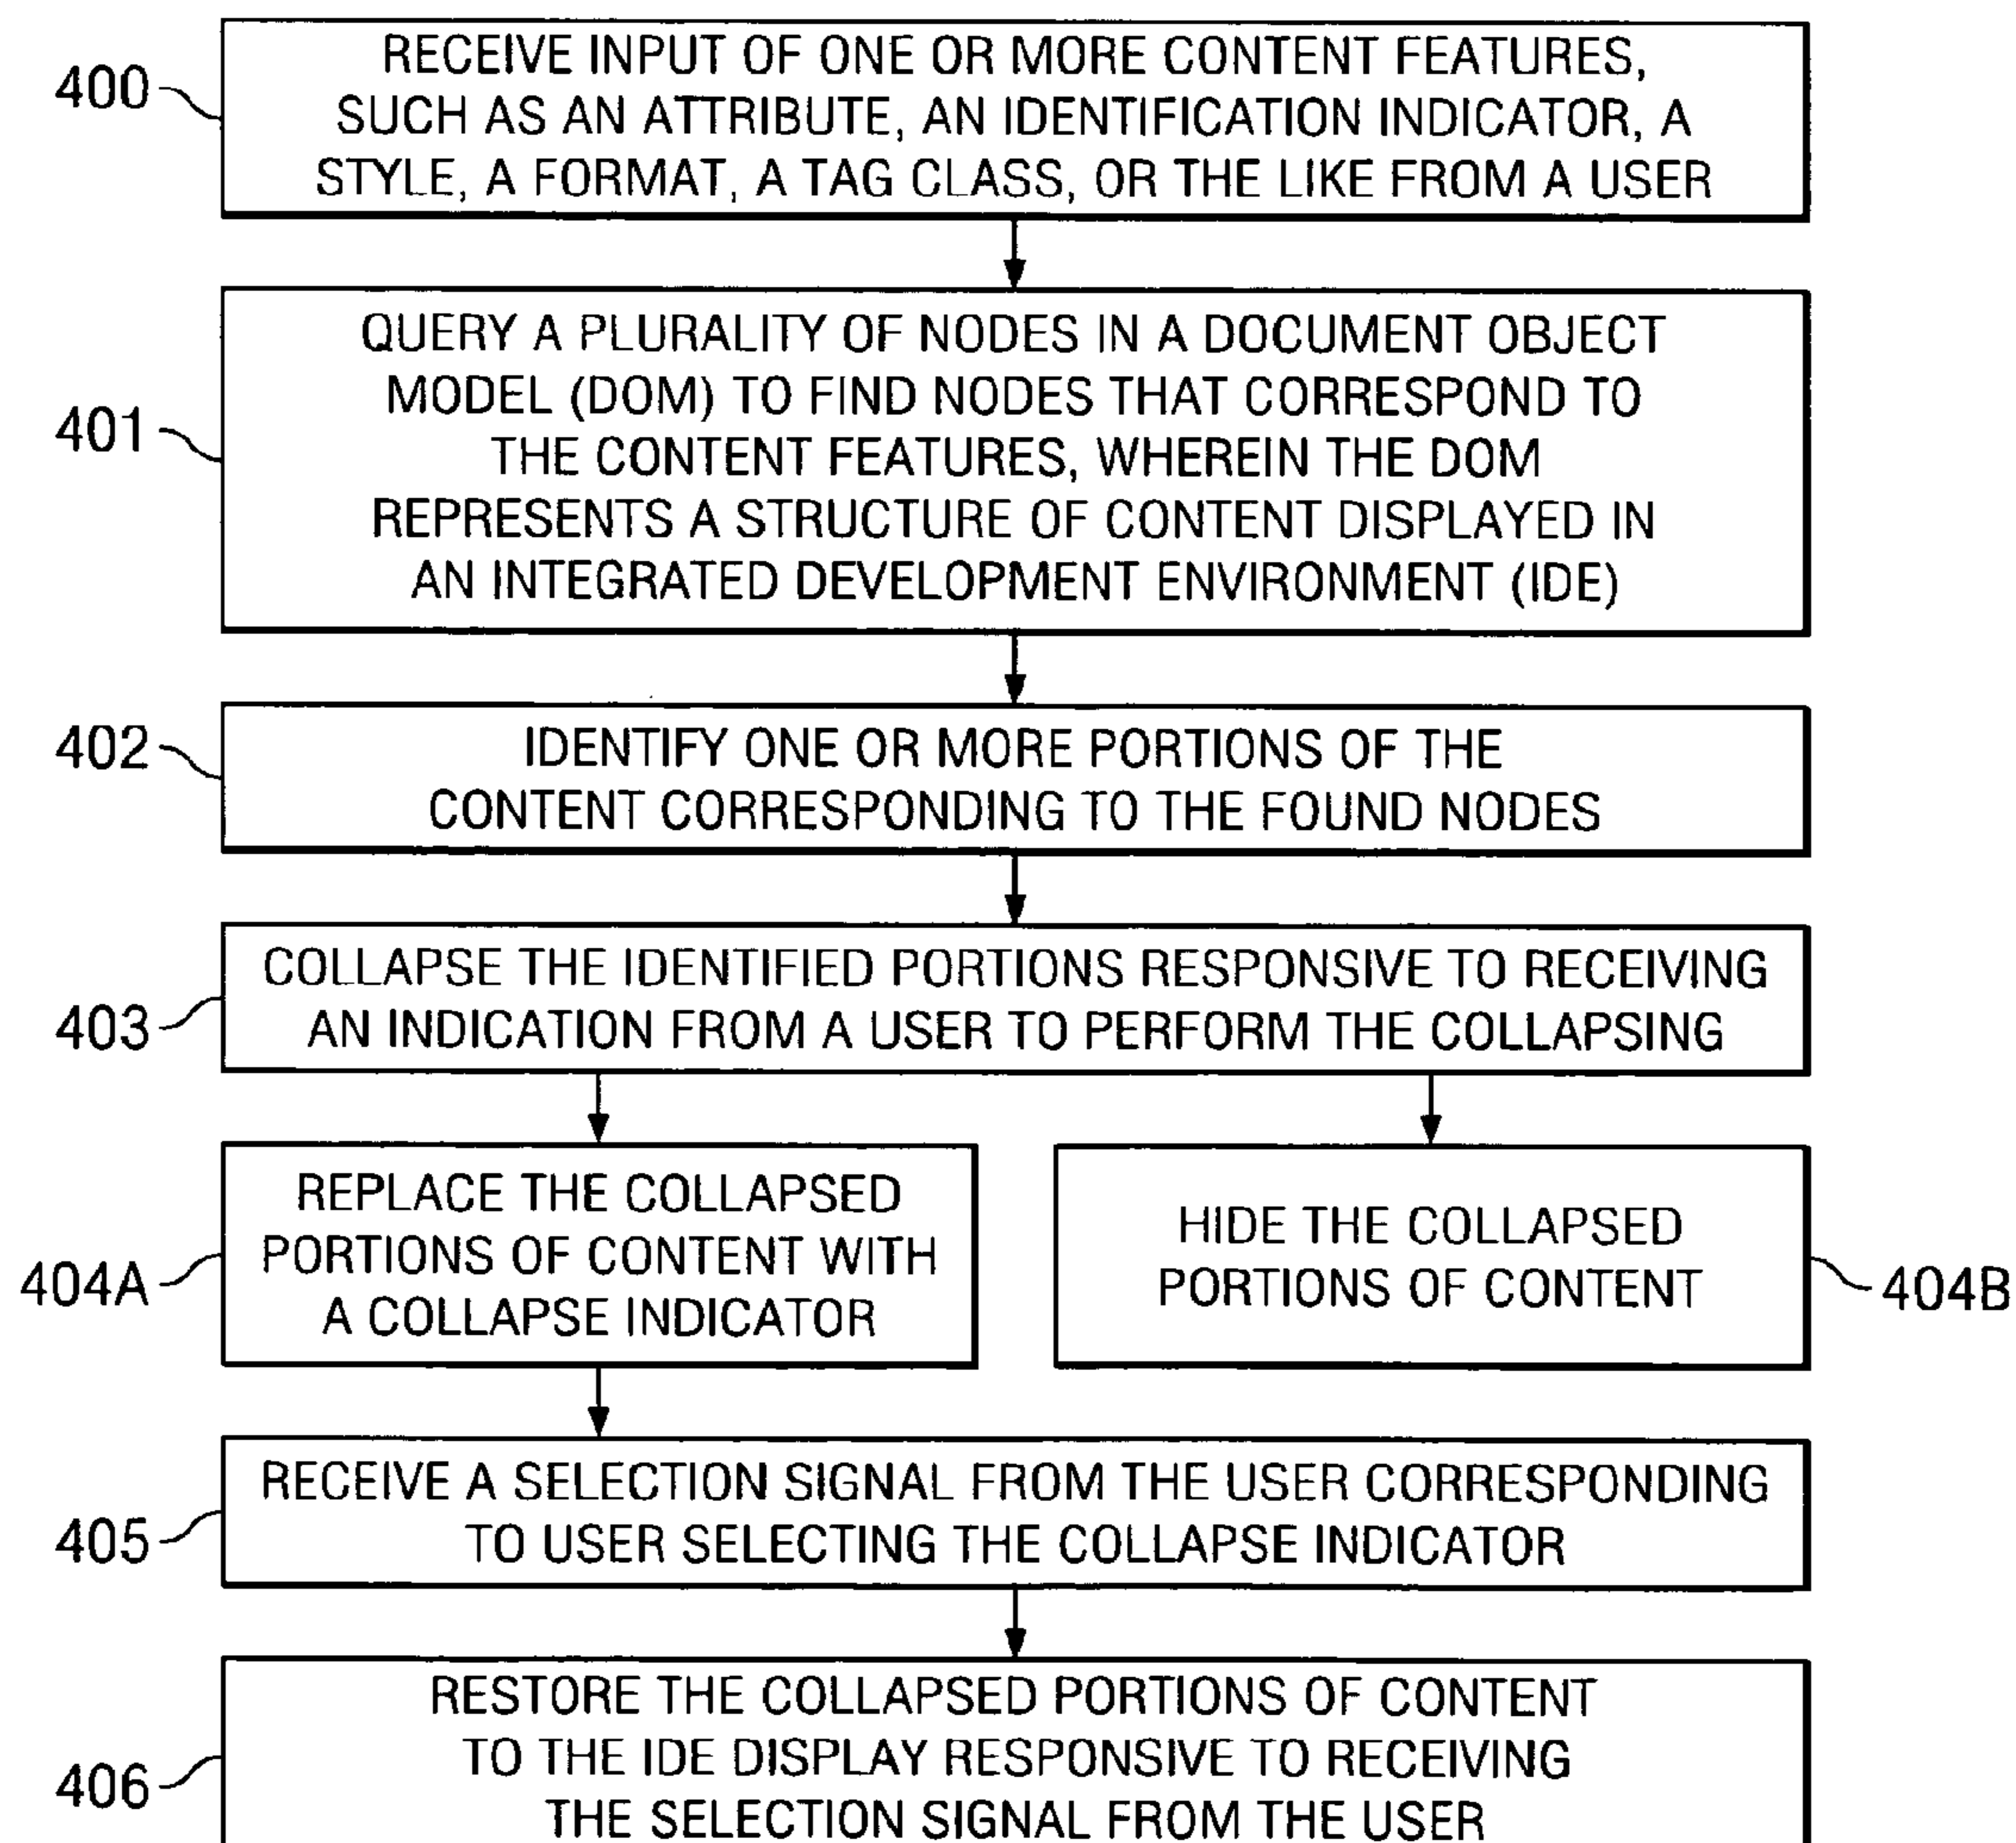 400
RECEIVE INPUT OF ONE OR MORE CONTENT FEATURES,
SUCH AS AN ATTRIBUTE, AN IDENTIFICATION INDICATOR, A
STYLE, A FORMAT, A TAG CLASS, OR THE LIKE FROM A USER
401
QUERY A PLURALITY OF NODES IN A DOCUMENT OBJECT
MODEL (DOM) TO FIND NODES THAT CORRESPOND TO
THE CONTENT FEATURES, WHEREIN THE DOM
REPRESENTS A STRUCTURE OF CONTENT DISPLAYED IN
AN INTEGRATED DEVELOPMENT ENVIRONMENT (IDE)
402
IDENTIFY ONE OR MORE PORTIONS OF THE
CONTENT CORRESPONDING TO THE FOUND NODES
403
COLLAPSE THE IDENTIFIED PORTIONS RESPONSIVE TO RECEIVING
AN INDICATION FROM A USER TO PERFORM THE COLLAPSING
404A
REPLACE THE COLLAPSED
PORTIONS OF CONTENT WITH
A COLLAPSE INDICATOR
HIDE THE COLLAPSED
PORTIONS OF CONTENT
404B
405
RECEIVE A SELECTION SIGNAL FROM THE USER CORRESPONDING
TO USER SELECTING THE COLLAPSE INDICATOR
406
RESTORE THE COLLAPSED PORTIONS OF CONTENT
TO THE IDE DISPLAY RESPONSIVE TO RECEIVING
THE SELECTION SIGNAL FROM THE USER